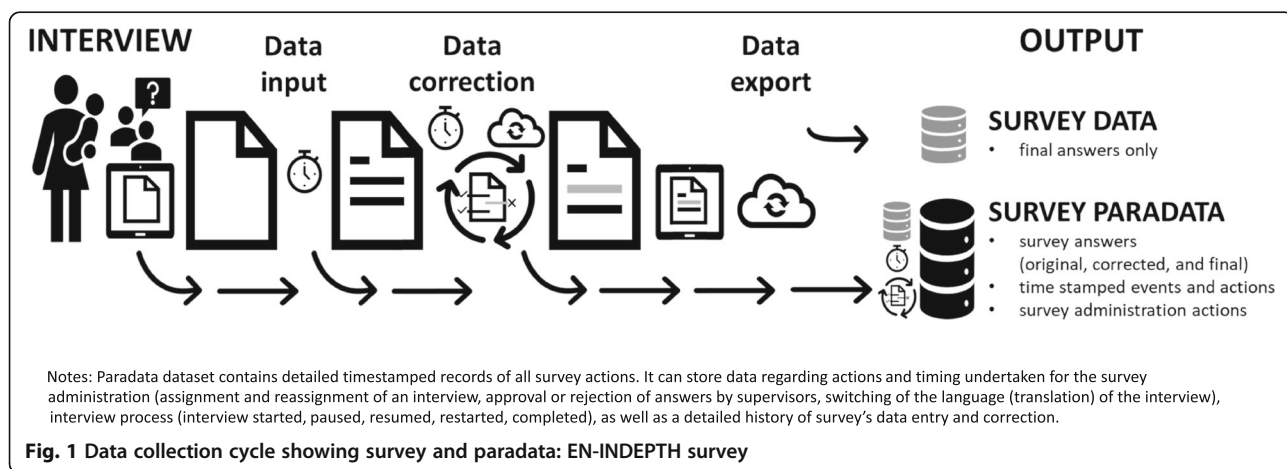 INTERVIEW
Data
input
Data
correction
Data
export
OUTPUT
?
SURVEY DATA
• final answers only
SURVEY PARADATA
• survey answers
(original, corrected, and final)
• time stamped events and actions
• survey administration actions
Notes: Paradata dataset contains detailed timestamped records of all survey actions. It can store data regarding actions and timing undertaken for the survey
administration (assignment and reassignment of an interview, approval or rejection of answers by supervisors, switching of the language (translation) of the interview),
interview process (interview started, paused, resumed, restarted, completed), as well as a detailed history of survey's data entry and correction.
Fig. 1 Data collection cycle showing survey and paradata: EN-INDEPTH survey